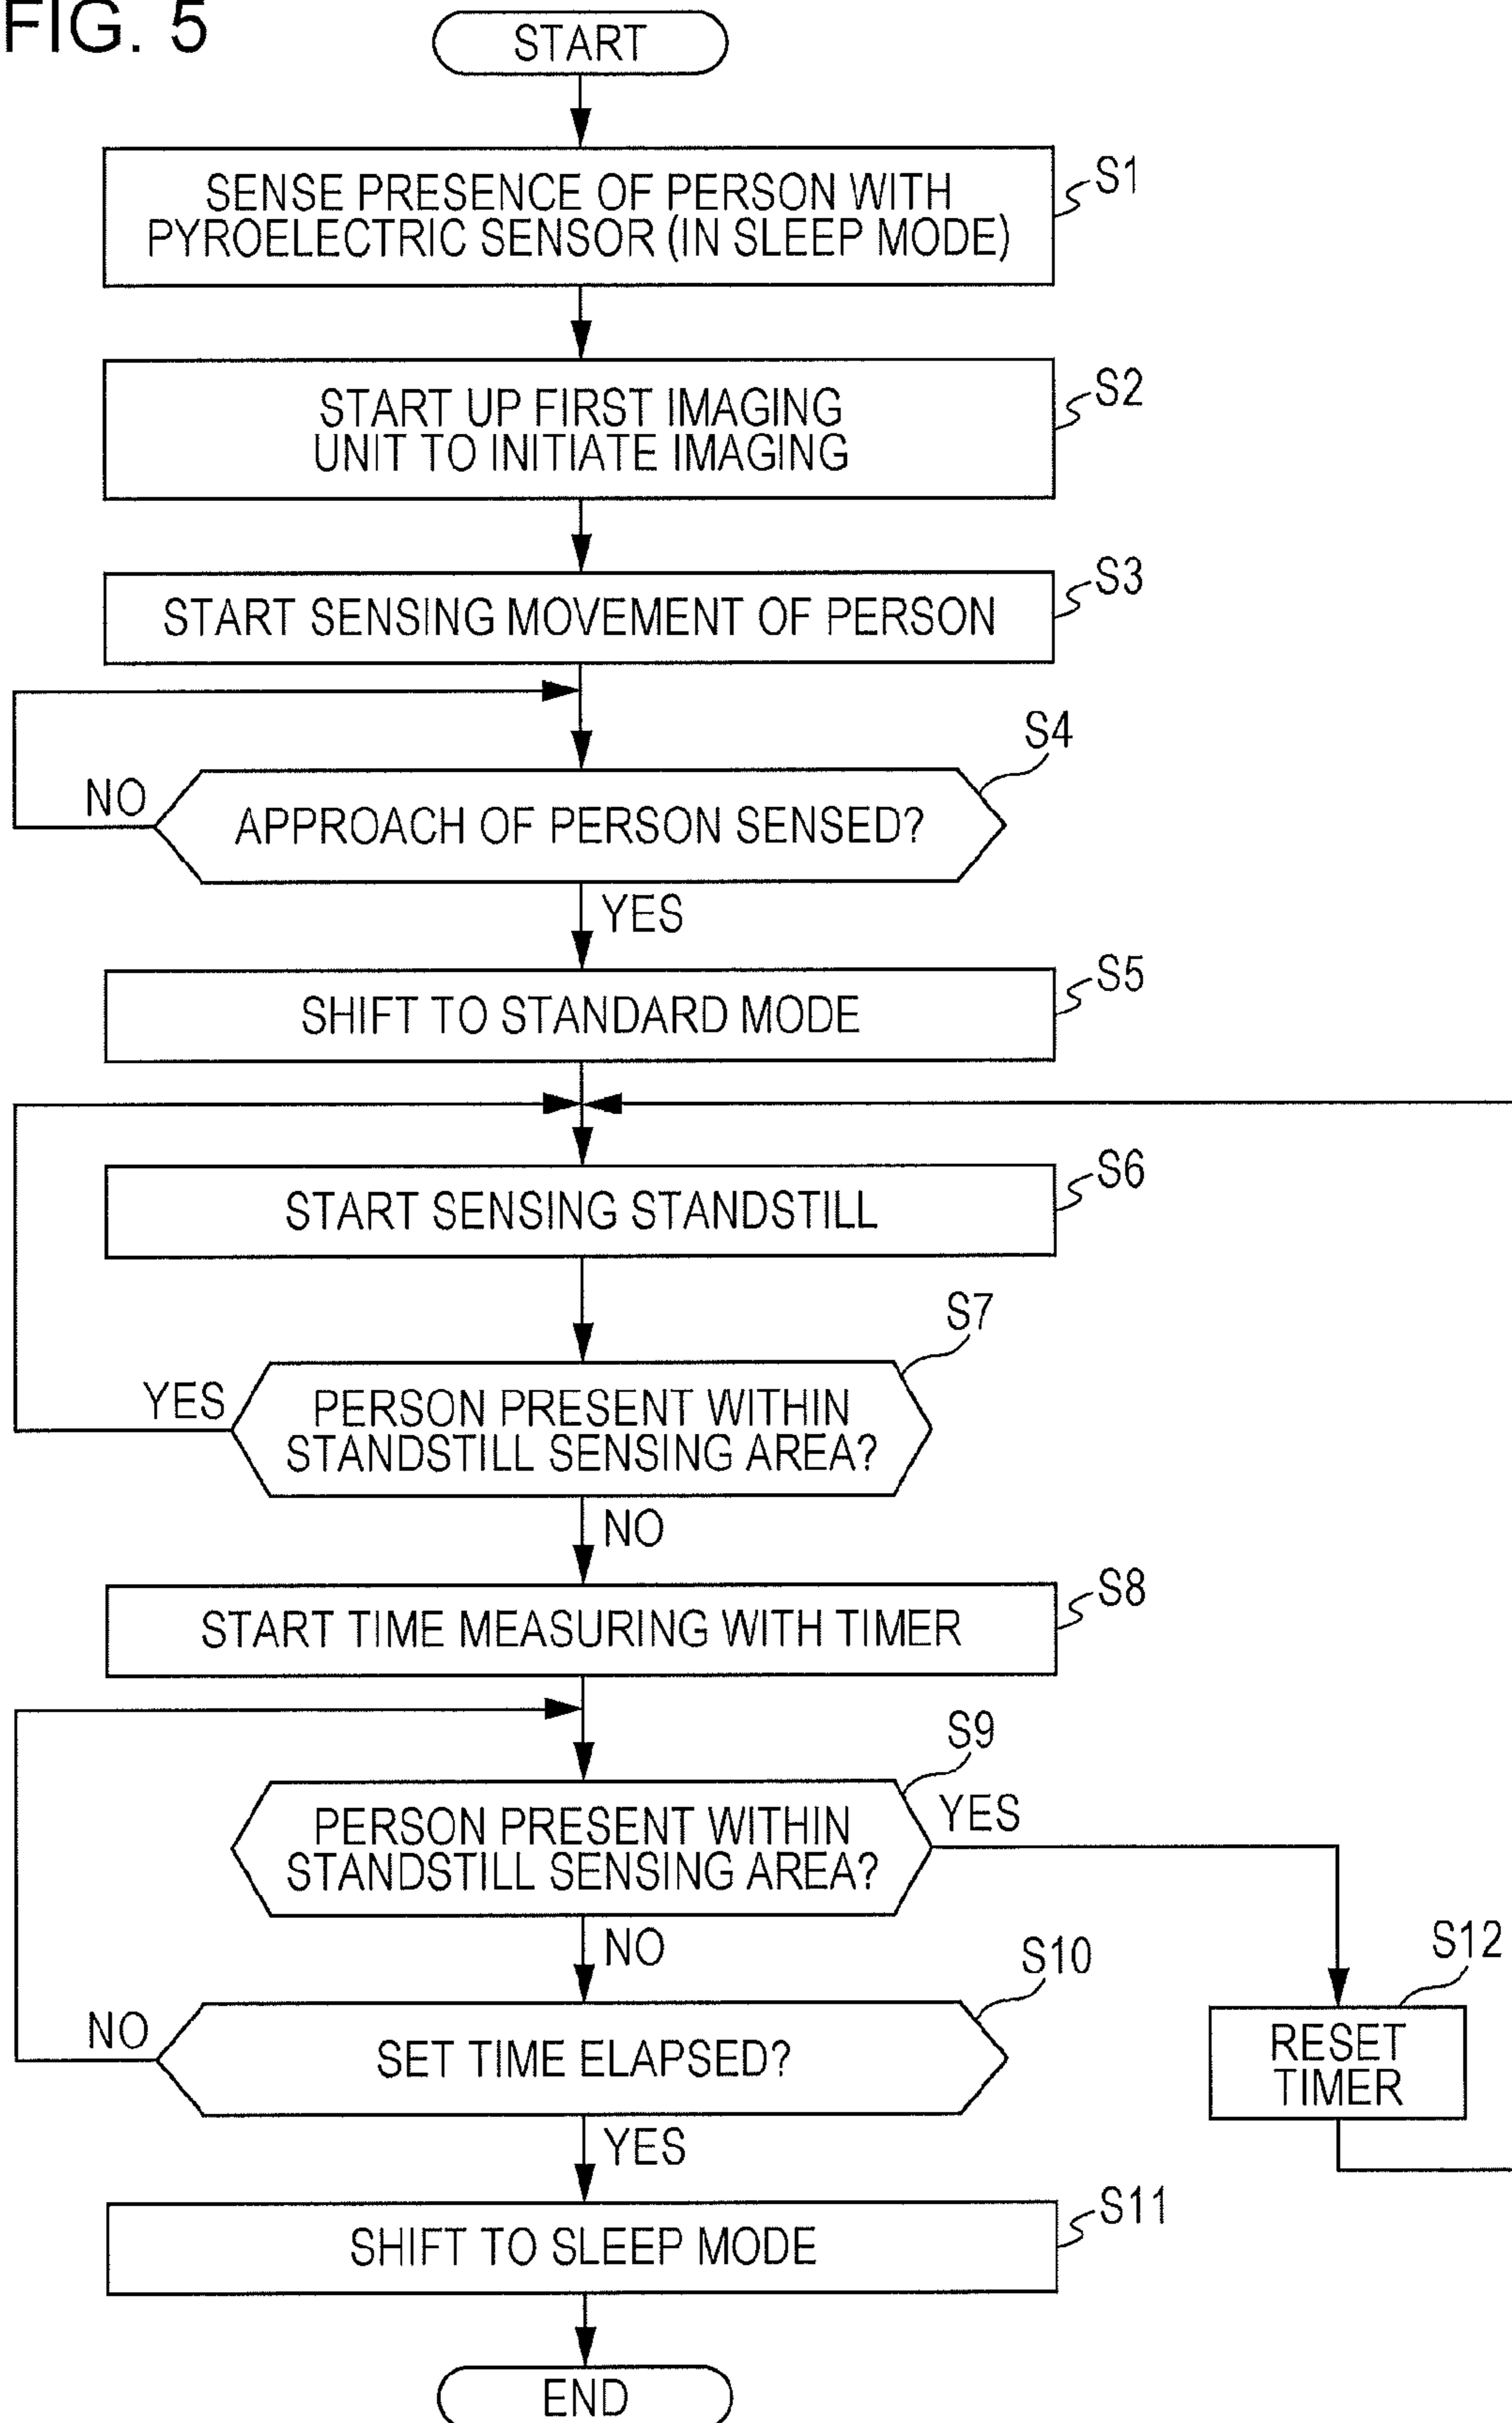 FIG. 5
START
SENSE PRESENCE OF PERSON WITH
PYROELECTRIC SENSOR (IN SLEEP MODE)
S1
START UP FIRST IMAGING
UNIT TO INITIATE IMAGING
S2
START SENSING MOVEMENT OF PERSON
S3
APPROACH OF PERSON SENSED?
S4
NO
YES
SHIFT TO STANDARD MODE
S5
START SENSING STANDSTILL
S6
PERSON PRESENT WITHIN
STANDSTILL SENSING AREA?
S7
YES
NO
START TIME MEASURING WITH TIMER
S8
PERSON PRESENT WITHIN
STANDSTILL SENSING AREA?
S9
YES
NO
SET TIME ELAPSED?
S10
NO
YES
RESET
TIMER
S12
SHIFT TO SLEEP MODE
S11
END